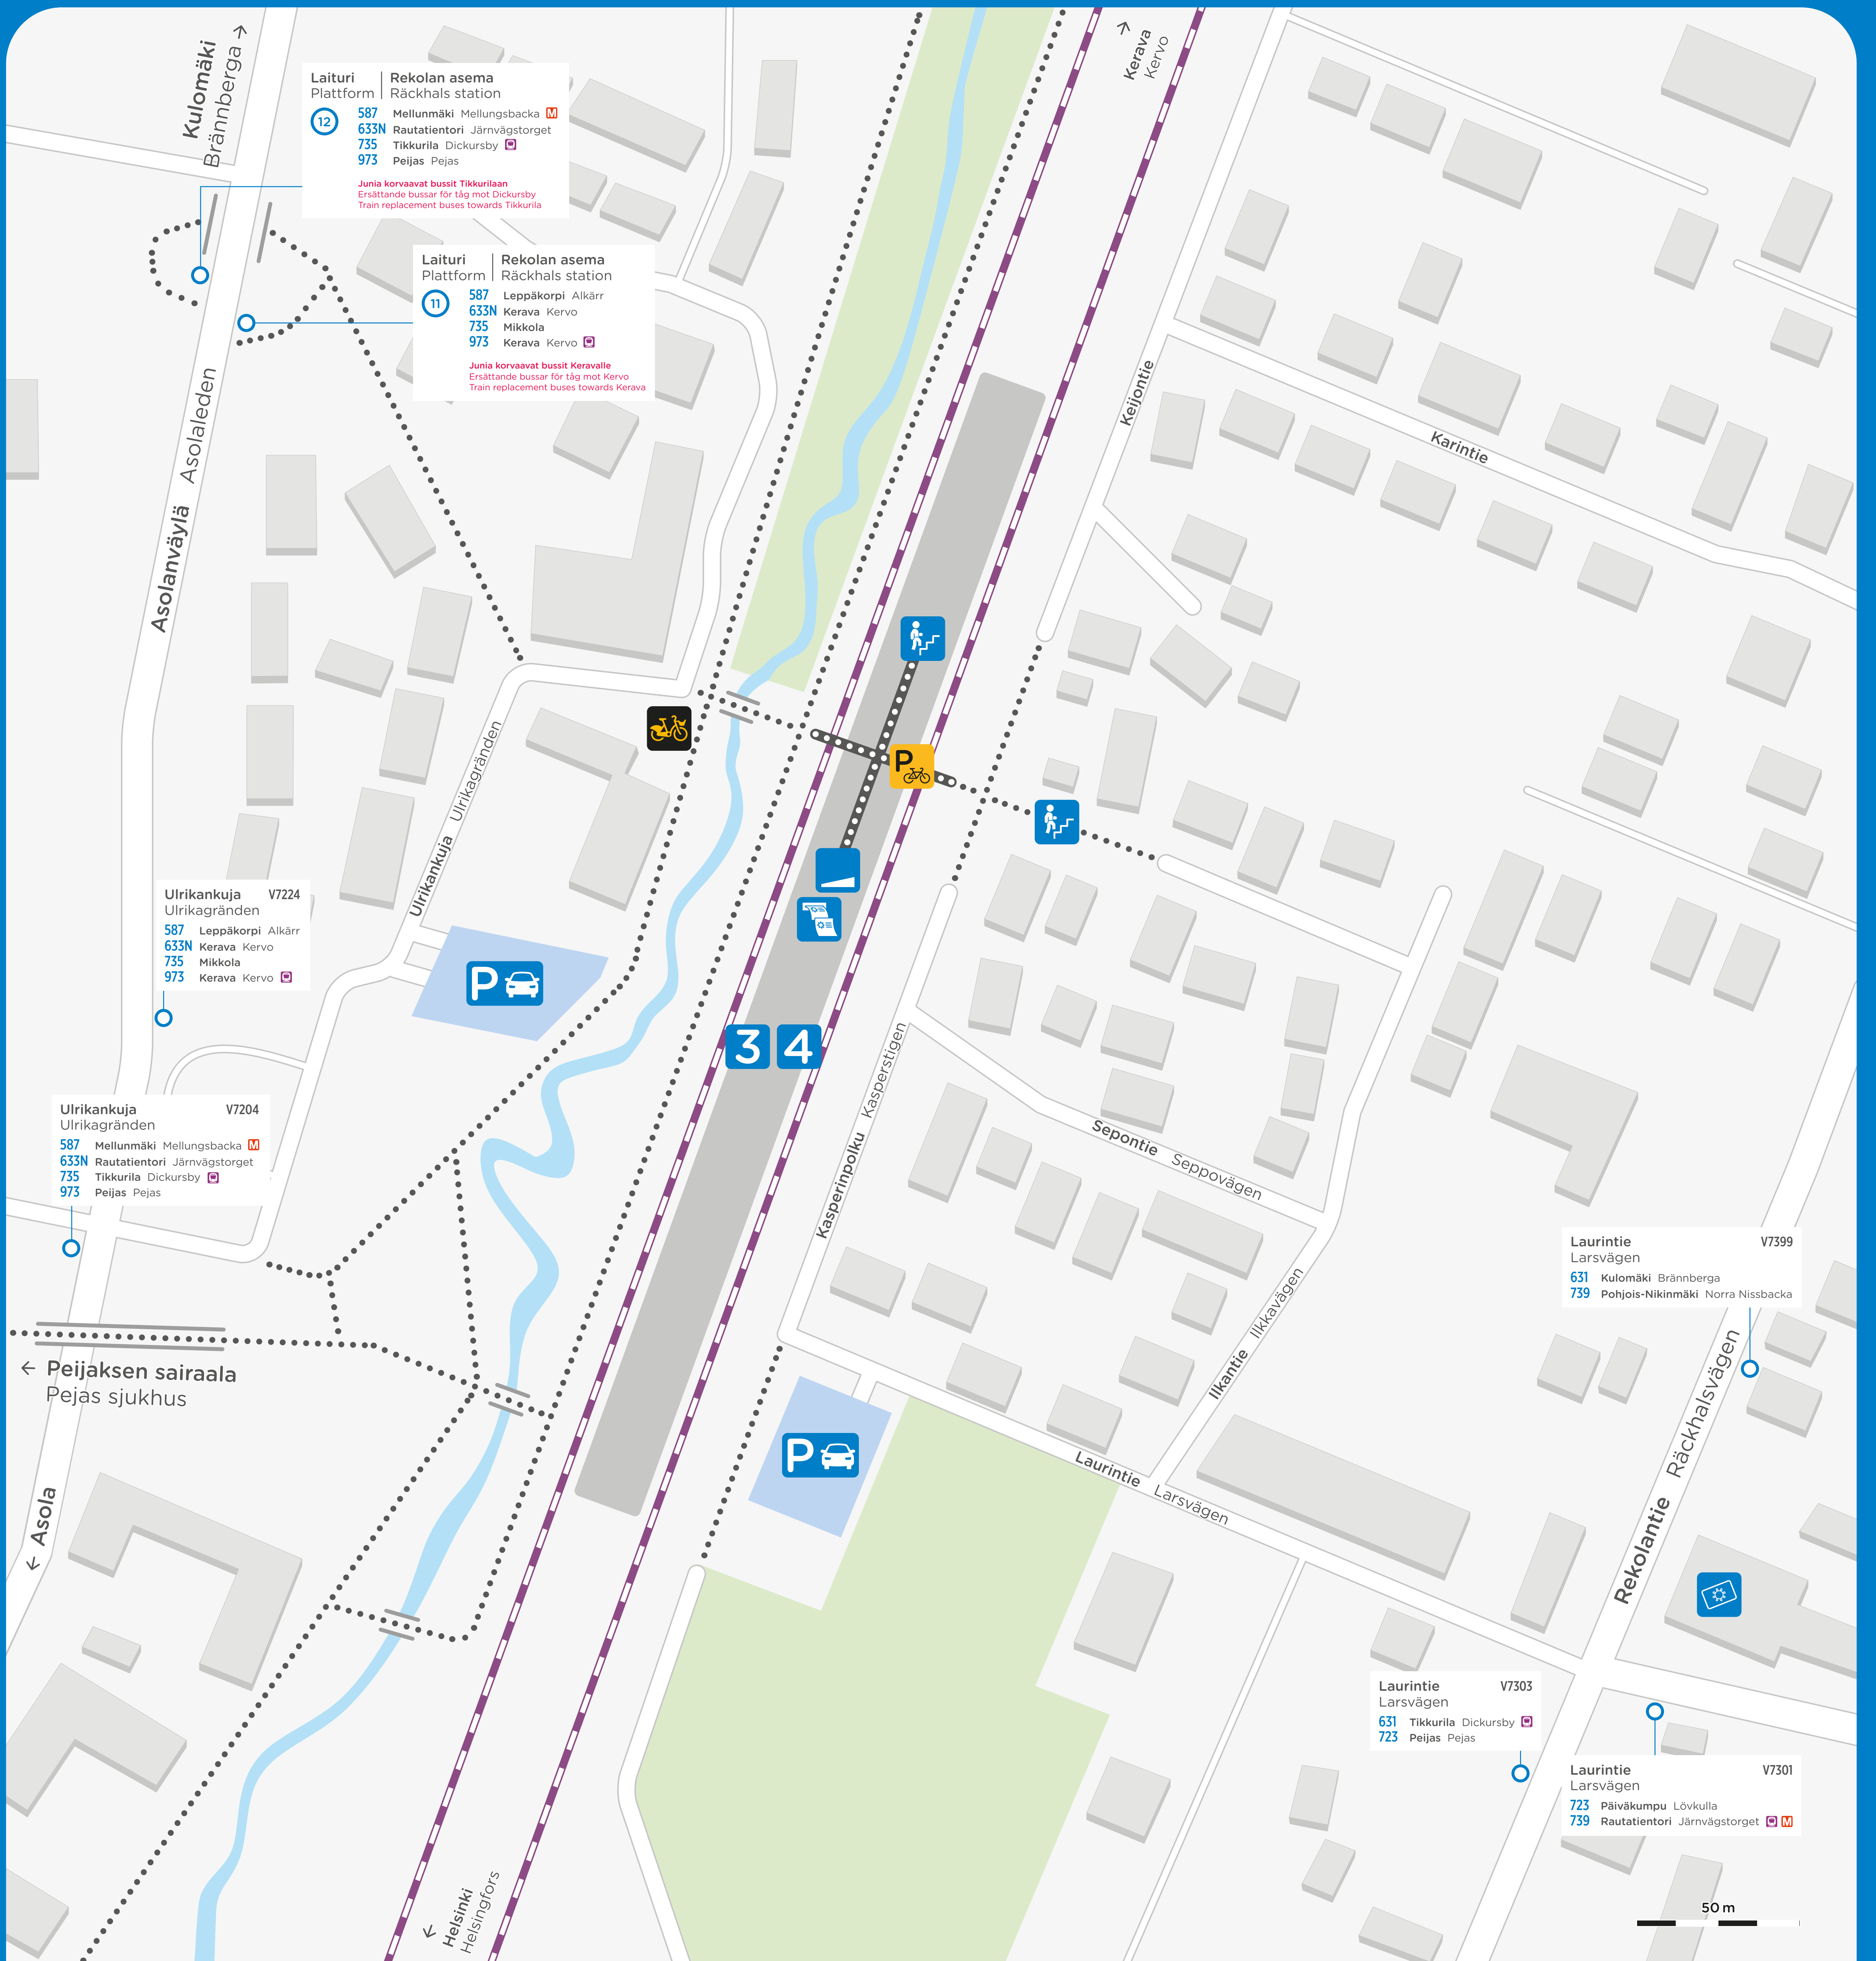 Kulomäki
Brännberga
Kerava
Kervo
Laituri Rekolan asema
Plattform Räckhals station
12
587 Mellunmäki Mellungsbacka M
633N Rautatientori Järnvägstorget
735 Tikkurila Dickursby
973 Peijas Pejas
Junia korvaavat bussit Tikkurilaan
Ersättande bussar för tåg mot Dickursby
Train replacement buses towards Tikkurila
Laituri Rekolan asema
Plattform Räckhals station
11
587 Leppäkorpi Alkärr
633N Kerava Kervo
735 Mikkola
973 Kerava Kervo
Junia korvaavat bussit Keravalle
Ersättande bussar för tåg mot Kervo
Train replacement buses towards Kerava
Asolanväylä Asolaleden
Keijontie
Karintie
P
Ulrikankuja Ulrikagränden
Ulrikankuja V7224
Ulrikagränden
587 Leppäkorpi Alkärr
633N Kerava Kervo
735 Mikkola
973 Kerava Kervo
P
3 4
Kasperinpolku Kasperstigen
Sepontie Seppovägen
Ulrikankuja V7204
Ulrikagränden
587 Mellunmäki Mellungsbacka M
633N Rautatientori Järnvägstorget
735 Tikkurila Dickursby
973 Peijas Pejas
Laurintie V7399
Larsvägen
631 Kulomäki Brännberga
739 Pohjois-Nikinmäki Norra Nissbacka
Ilkantie Ilkkavägen
← Peijaksen sairaala
Pejas sjukhus
P
Laurintie Larsvägen
Rekolantie Räckhalsvägen
← Asola
Laurintie V7303
Larsvägen
631 Tikkurila Dickursby
723 Peijas Pejas
Laurintie V7301
Larsvägen
723 Päiväkumpu Lövkulla
739 Rautatientori Järnvägstorget M
Helsinki
Helsingfors
50 m